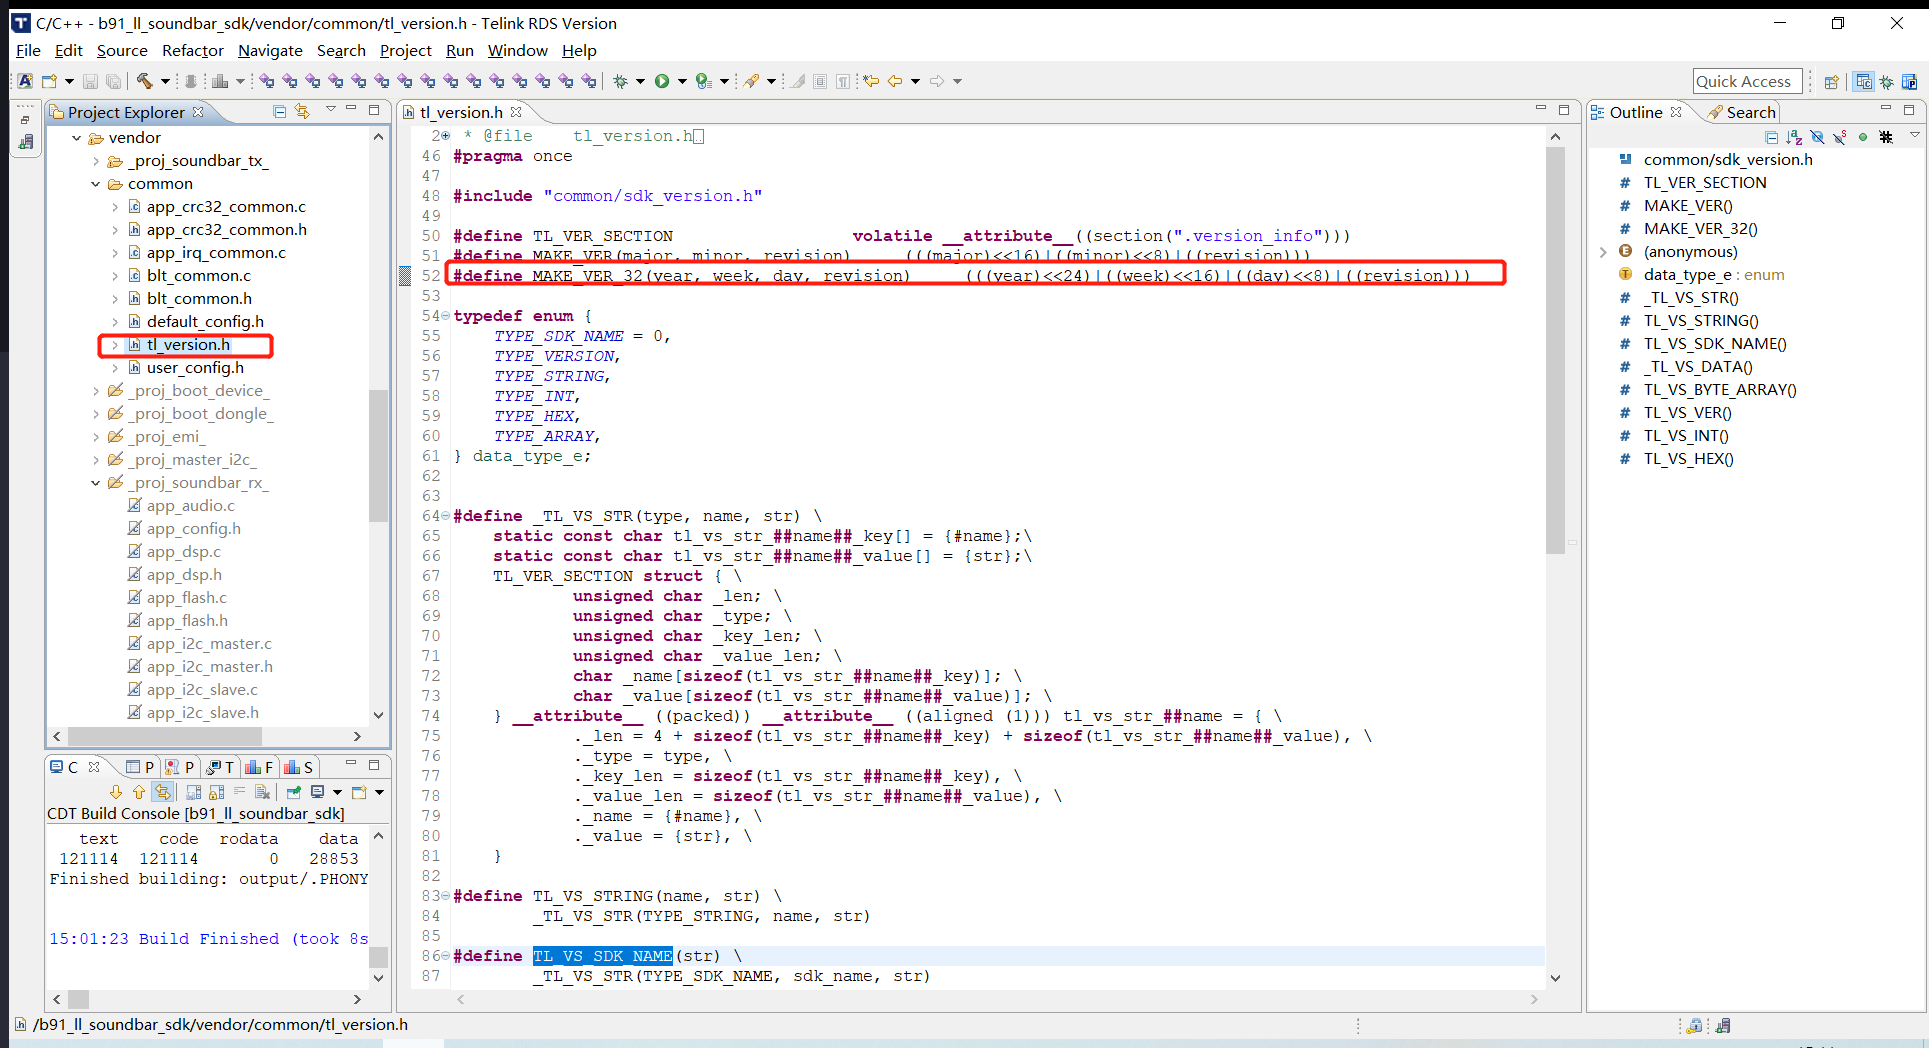 C/C++ - b91_ll_soundbar_sdk/vendor/common/tl_version.h - Telink RDS Version
File Edit Source Refactor Navigate Search Project Run Window Help
Quick Access
Project Explorer
vendor
_proj_soundbar_tx_
common
app_crc32_common.c
app_crc32_common.h
app_irq_common.c
blt_common.c
blt_common.h
default_config.h
tl_version.h
user_config.h
_proj_boot_device_
_proj_boot_dongle_
_proj_emi_
_proj_master_i2c_
_proj_soundbar_rx_
app_audio.c
app_config.h
app_dsp.c
app_dsp.h
app_flash.c
app_flash.h
app_i2c_master.c
app_i2c_master.h
app_i2c_slave.c
app_i2c_slave.h
C P P T F S
CDT Build Console [b91_ll_soundbar_sdk]
text code rodata data
121114 121114 0 28853
Finished building: output/.PHONY
15:01:23 Build Finished (took 8s
tl_version.h
2 * @file tl_version.h
46 #pragma once
47
48 #include "common/sdk_version.h"
49
50 #define TL_VER_SECTION volatile __attribute__((section(".version_info")))
51 #define MAKE_VER(major, minor, revision) (((major)<<16)|((minor)<<8)|((revision)))
52 #define MAKE_VER_32(year, week, day, revision) (((year)<<24)|((week)<<16)|((day)<<8)|((revision)))
53
54 typedef enum {
55 TYPE_SDK_NAME = 0,
56 TYPE_VERSION,
57 TYPE_STRING,
58 TYPE_INT,
59 TYPE_HEX,
60 TYPE_ARRAY,
61 } data_type_e;
62
63
64 #define _TL_VS_STR(type, name, str) \
65 static const char tl_vs_str_##name##_key[] = {#name};\
66 static const char tl_vs_str_##name##_value[] = {str};\
67 TL_VER_SECTION struct { \
68 unsigned char _len; \
69 unsigned char _type; \
70 unsigned char _key_len; \
71 unsigned char _value_len; \
72 char _name[sizeof(tl_vs_str_##name##_key)]; \
73 char _value[sizeof(tl_vs_str_##name##_value)]; \
74 } __attribute__ ((packed)) __attribute__ ((aligned (1))) tl_vs_str_##name = { \
75 ._len = 4 + sizeof(tl_vs_str_##name##_key) + sizeof(tl_vs_str_##name##_value), \
76 ._type = type, \
77 ._key_len = sizeof(tl_vs_str_##name##_key), \
78 ._value_len = sizeof(tl_vs_str_##name##_value), \
79 ._name = {#name}, \
80 ._value = {str}, \
81 }
82
83 #define TL_VS_STRING(name, str) \
84 _TL_VS_STR(TYPE_STRING, name, str)
85
86 #define TL_VS_SDK_NAME(str) \
87 _TL_VS_STR(TYPE_SDK_NAME, sdk_name, str)
Outline Search
common/sdk_version.h
TL_VER_SECTION
MAKE_VER()
MAKE_VER_32()
(anonymous)
data_type_e : enum
_TL_VS_STR()
TL_VS_STRING()
TL_VS_SDK_NAME()
_TL_VS_DATA()
TL_VS_BYTE_ARRAY()
TL_VS_VER()
TL_VS_INT()
TL_VS_HEX()
/b91_ll_soundbar_sdk/vendor/common/tl_version.h